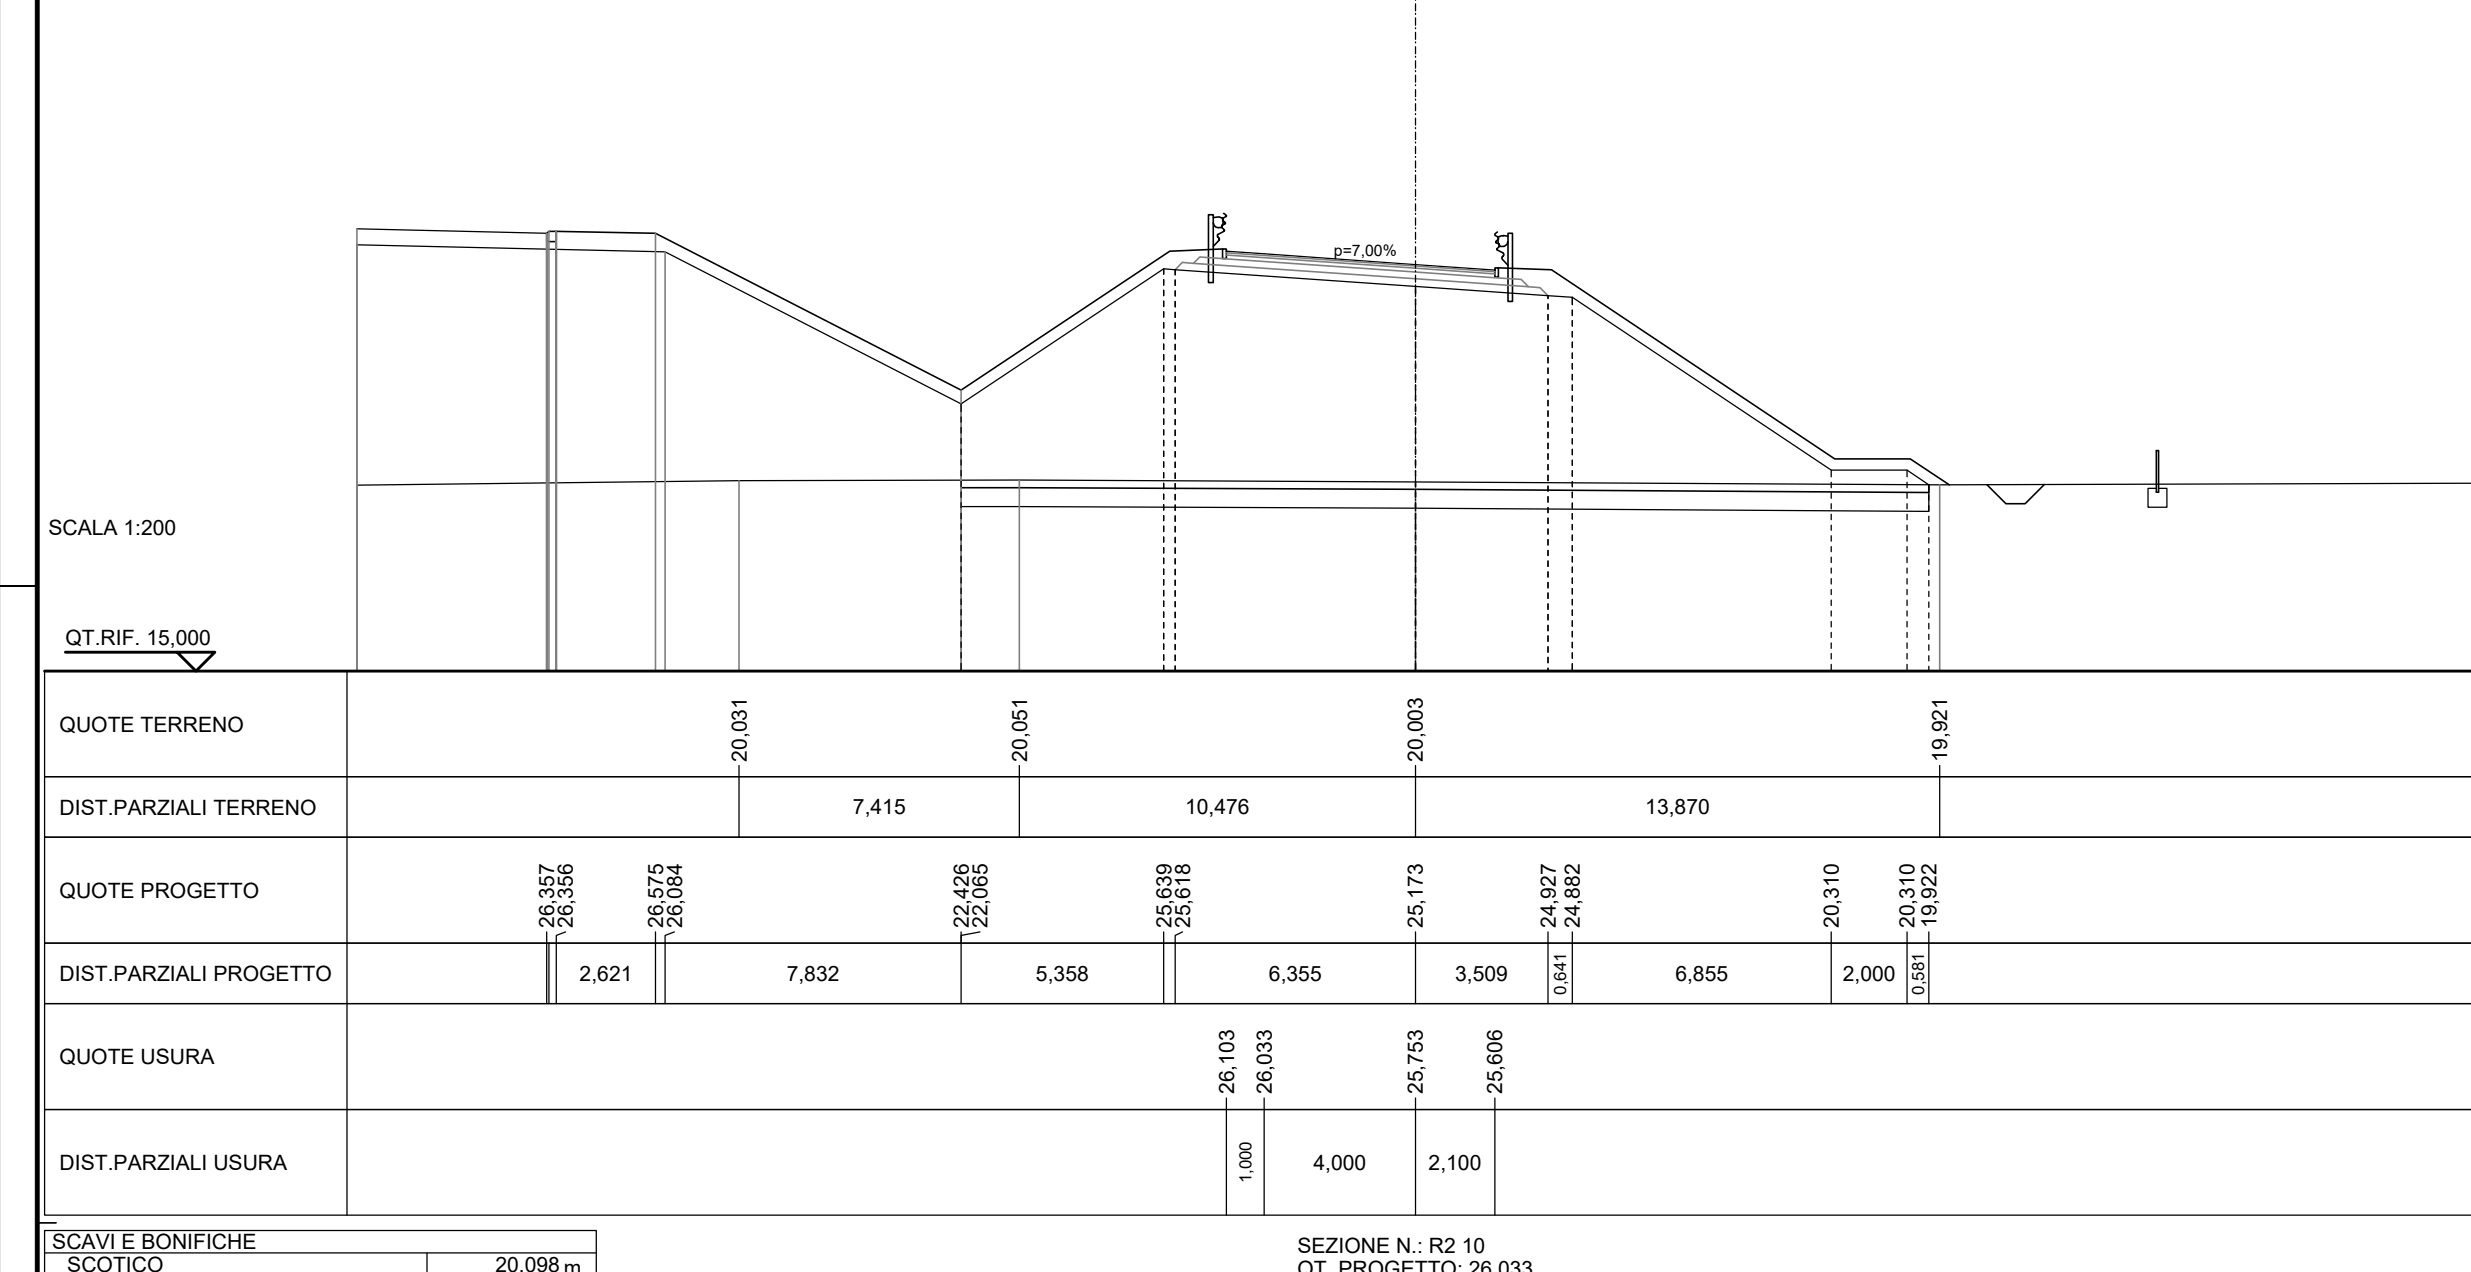 p=7,00%
SCALA 1:200
QT.RIF. 15,000
QUOTE TERRENO 20,031 20,051 20,003 19,921
DIST.PARZIALI TERRENO 7,415 10,476 13,870
QUOTE PROGETTO 26,357 26,356 26,575 26,084 22,426 22,065 25,639 25,618 25,173 24,927 24,882 20,310 20,310 19,922
DIST.PARZIALI PROGETTO 2,621 7,832 5,358 6,355 3,509 0,641 6,855 2,000 0,581
QUOTE USURA 26,103 26,033 25,753 25,606
DIST.PARZIALI USURA 1,000 4,000 2,100
SCAVI E BONIFICHE
SCOTICO 20,098 m
SEZIONE N.: R2 10
QT. PROGETTO: 26,033